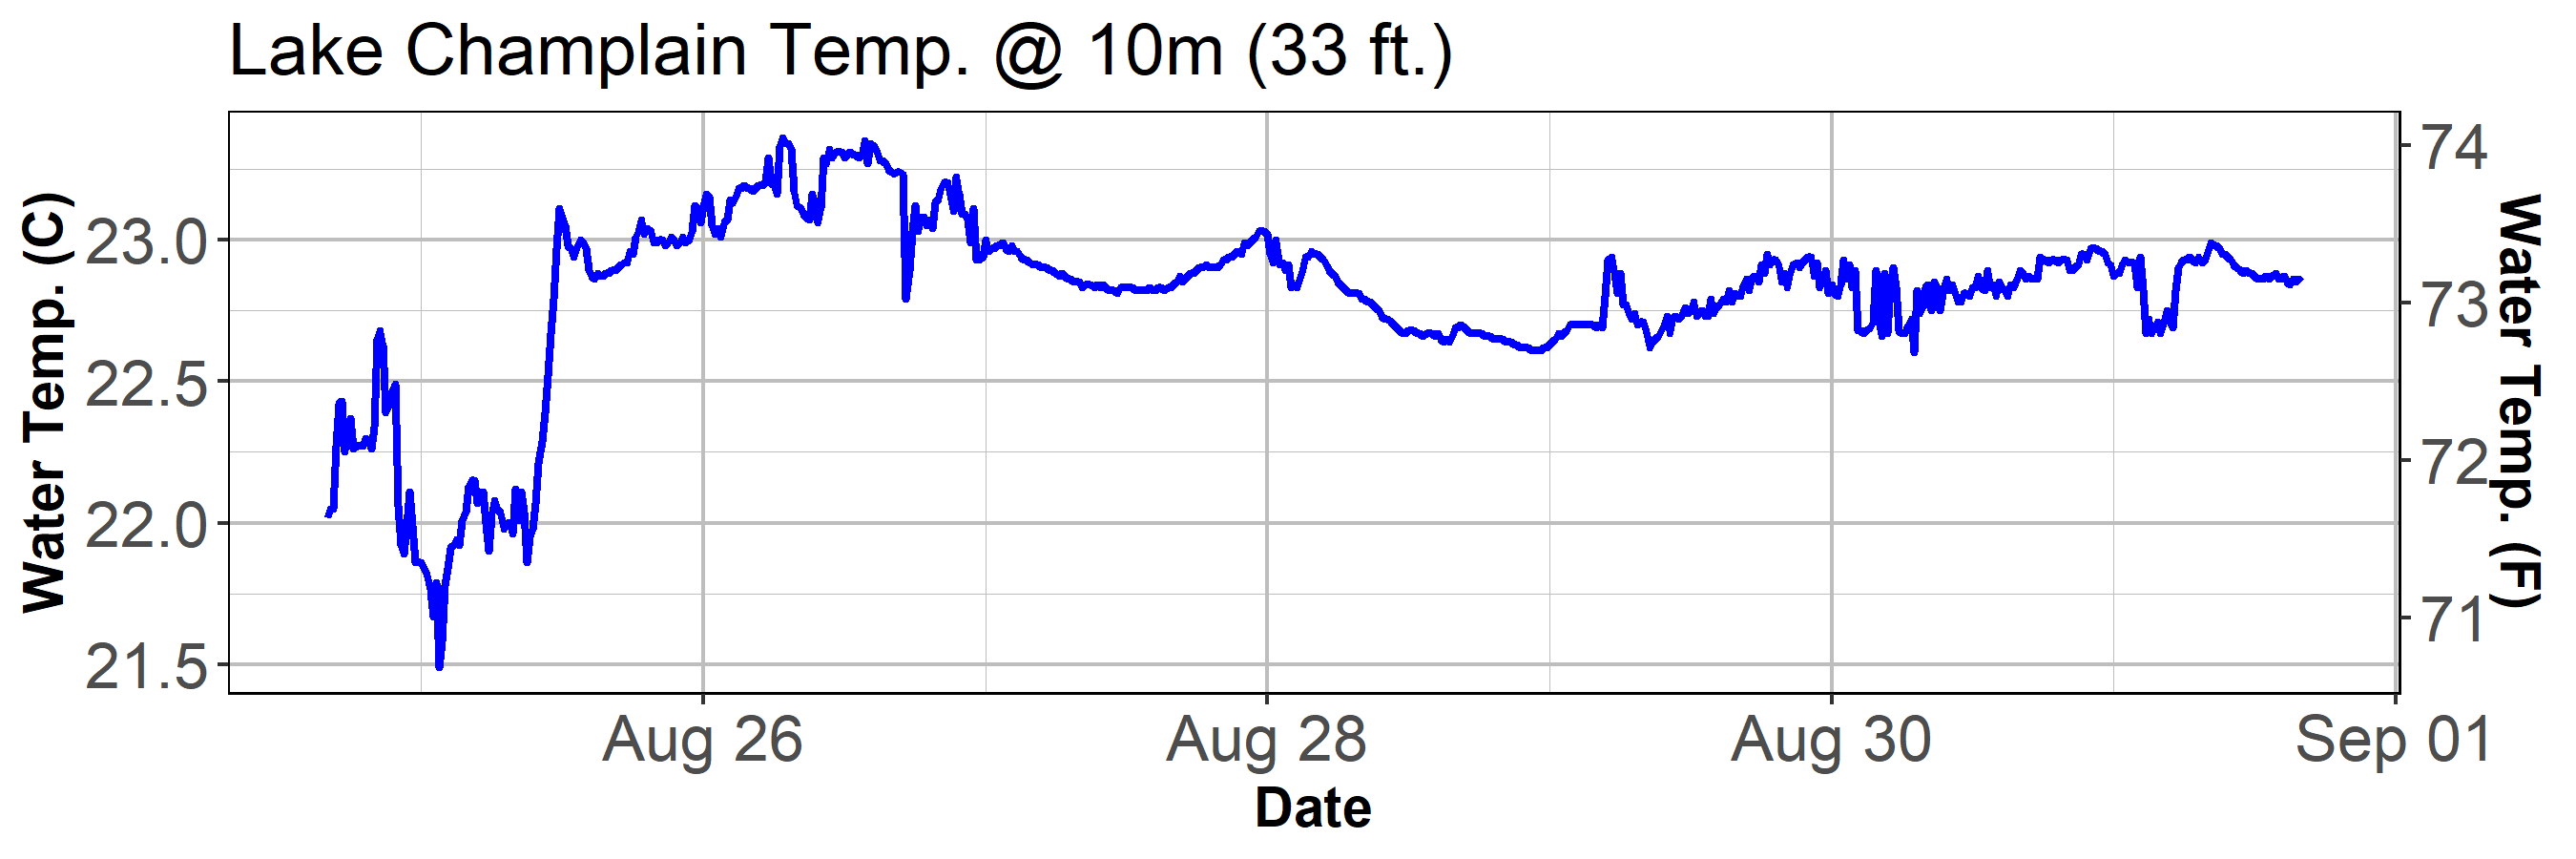 Lake Champlain Temp. @ 10m (33 ft.)
Water Temp. (C)
23.0
22.5
22.0
21.5
74
73
72
71
Water Temp. (F)
Aug 26
Aug 28
Aug 30
Sep 01
Date